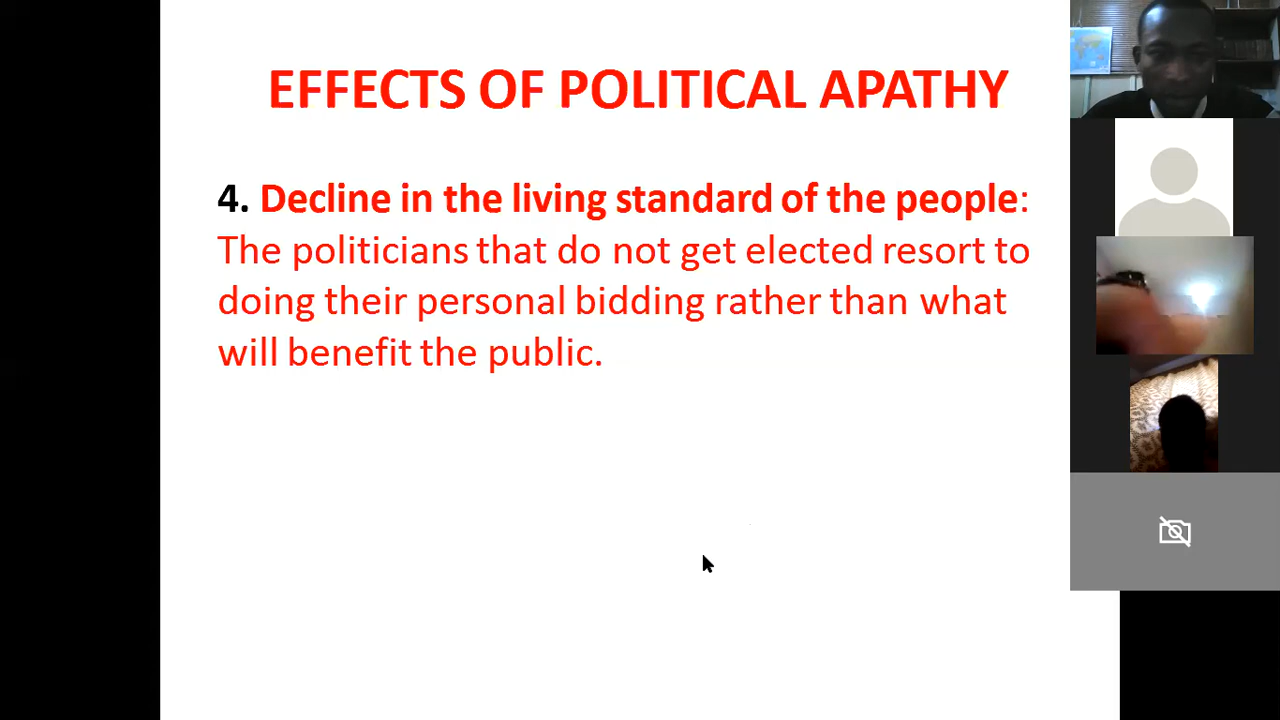 EFFECTS OF POLITICAL APATHY
4. Decline in the living standard of the people:
The politicians that do not get elected resort to
doing their personal bidding rather than what
will benefit the public.